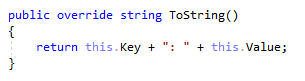 public override string ToString()
{
    return this.Key + ": " + this.Value;
}